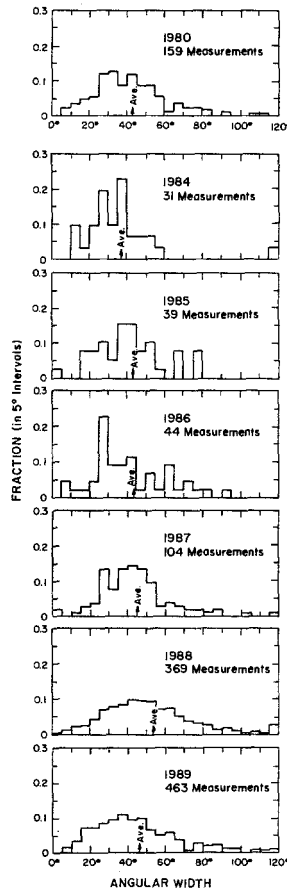 0.3
0.2
0.1
0
1980
159 Measurements
Ave.
0° 20° 40° 60° 80° 100° 120°
0.3
0.2
0.1
0
1984
31 Measurements
Ave.
0.3
0.2
0.1
0
1985
39 Measurements
Ave.
0.3
0.2
0.1
0
1986
44 Measurements
Ave.
0.3
0.2
0.1
0
1987
104 Measurements
Ave.
0.3
0.2
0.1
0
1988
369 Measurements
Ave.
0.3
0.2
0.1
0
1989
463 Measurements
Ave.
0° 20° 40° 60° 80° 100° 120°
ANGULAR WIDTH
FRACTION (in 5° Intervals)